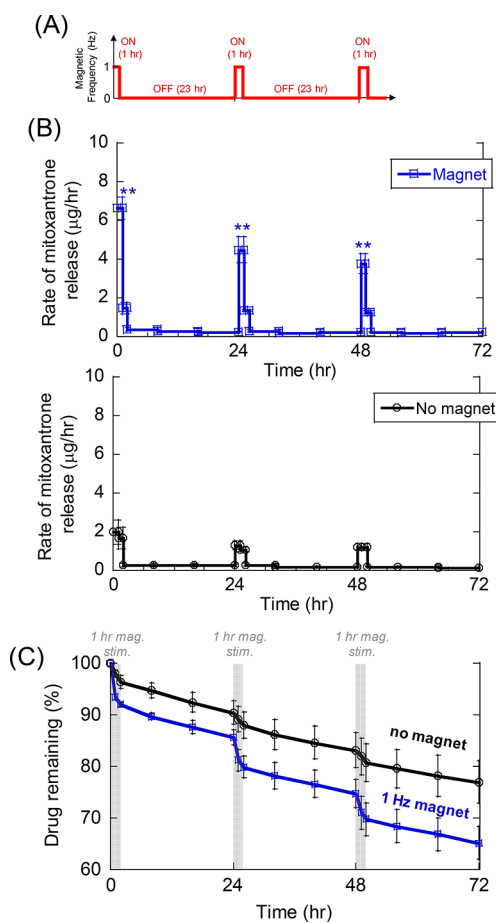 (A)
ON
(1 hr)
ON
(1 hr)
ON
(1 hr)
Magnetic
Frequency (Hz)
1
0
OFF (23 hr)
OFF (23 hr)
(B)
Rate of mitoxantrone
release (μg/hr)
10
8
6
4
2
0
**
**
**
Magnet
0
24
48
72
Time (hr)
Rate of mitoxantrone
release (μg/hr)
10
8
6
4
2
0
No magnet
0
24
48
72
Time (hr)
1 hr mag.
stim.
1 hr mag.
stim.
1 hr mag.
stim.
(C)
Drug remaining (%)
100
90
80
70
60
no magnet
1 Hz magnet
0
24
48
72
Time (hr)